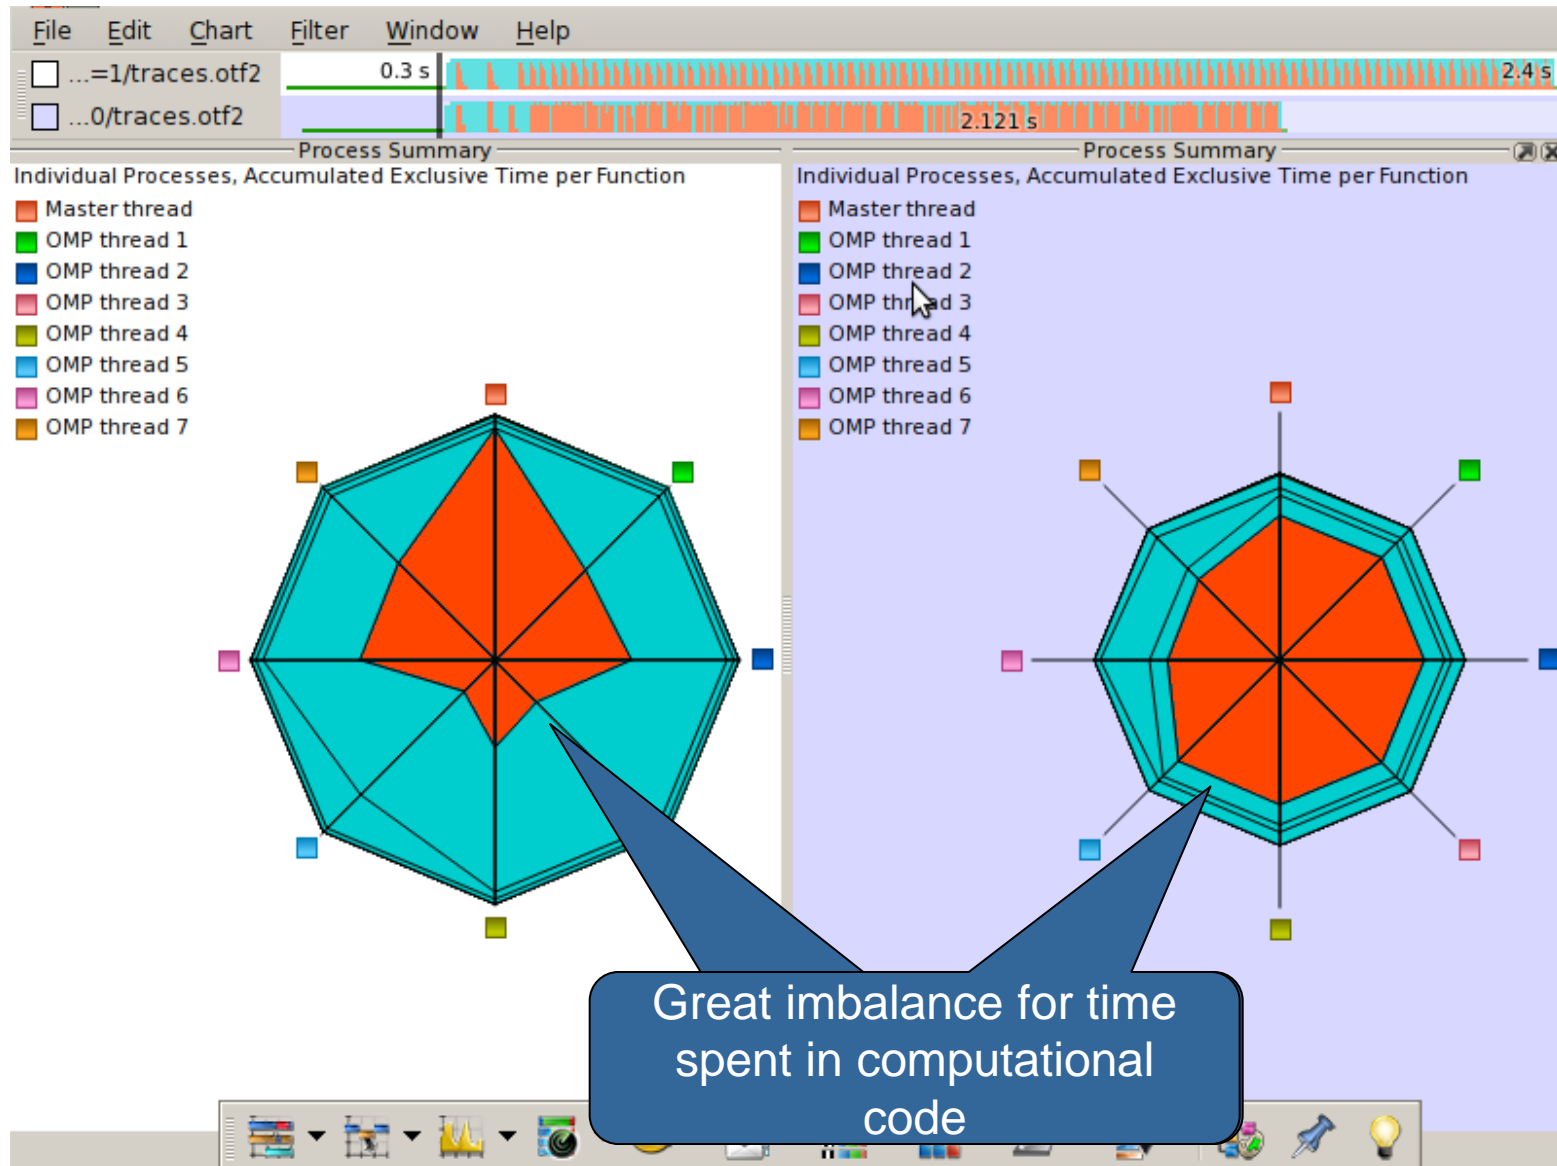 File Edit Chart Filter Window Help
...=1/traces.otf2 0.3 s 2.4 s
...0/traces.otf2 2.121 s
Process Summary
Individual Processes, Accumulated Exclusive Time per Function
Master thread
OMP thread 1
OMP thread 2
OMP thread 3
OMP thread 4
OMP thread 5
OMP thread 6
OMP thread 7
Process Summary
Individual Processes, Accumulated Exclusive Time per Function
Master thread
OMP thread 1
OMP thread 2
OMP thread 3
OMP thread 4
OMP thread 5
OMP thread 6
OMP thread 7
Great imbalance for time
spent in computational
code